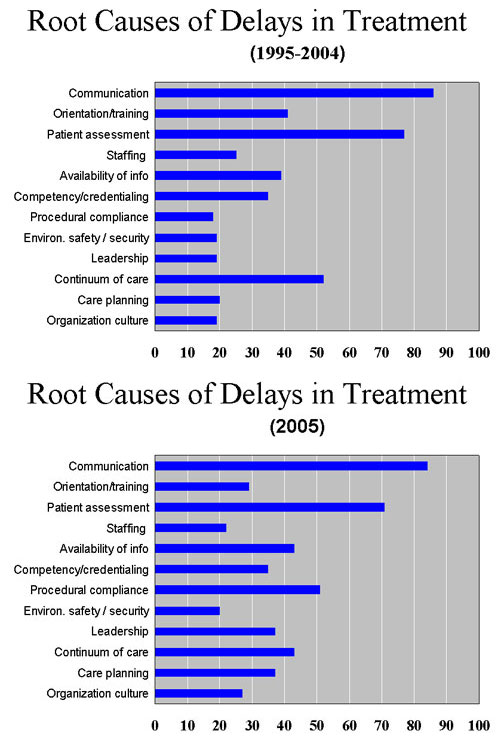 Root Causes of Delays in Treatment
(1995-2004)
Communication
Orientation/training
Patient assessment
Staffing
Availability of info
Competency/credentialing
Procedural compliance
Environ. safety / security
Leadership
Continuum of care
Care planning
Organization culture
0 10 20 30 40 50 60 70 80 90 100
Root Causes of Delays in Treatment
(2005)
Communication
Orientation/training
Patient assessment
Staffing
Availability of info
Competency/credentialing
Procedural compliance
Environ. safety / security
Leadership
Continuum of care
Care planning
Organization culture
0 10 20 30 40 50 60 70 80 90 100